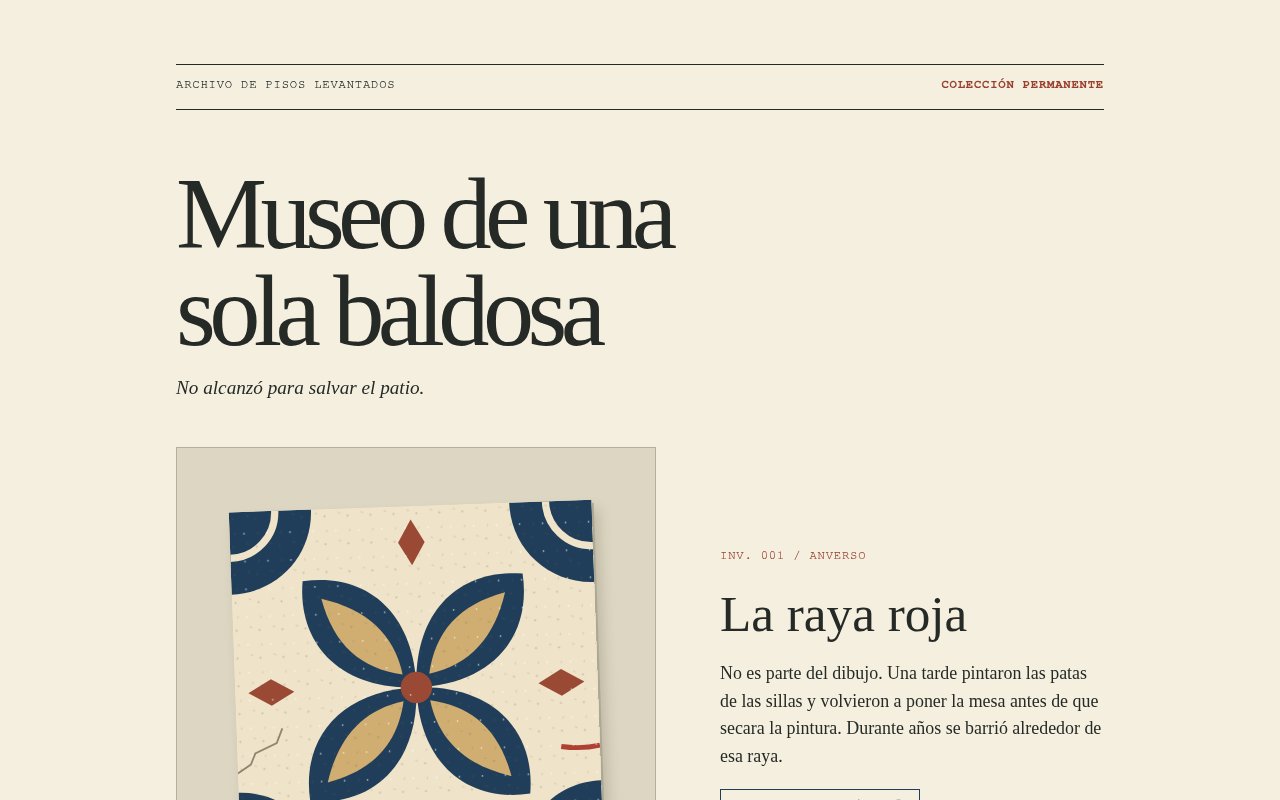 ARCHIVO DE PISOS LEVANTADOS
COLECCIÓN PERMANENTE
Museo de una
sola baldosa
No alcanzó para salvar el patio.
INV. 001 / ANVERSO
La raya roja
No es parte del dibujo. Una tarde pintaron las patas
de las sillas y volvieron a poner la mesa antes de que
secara la pintura. Durante años se barrió alrededor de
esa raya.